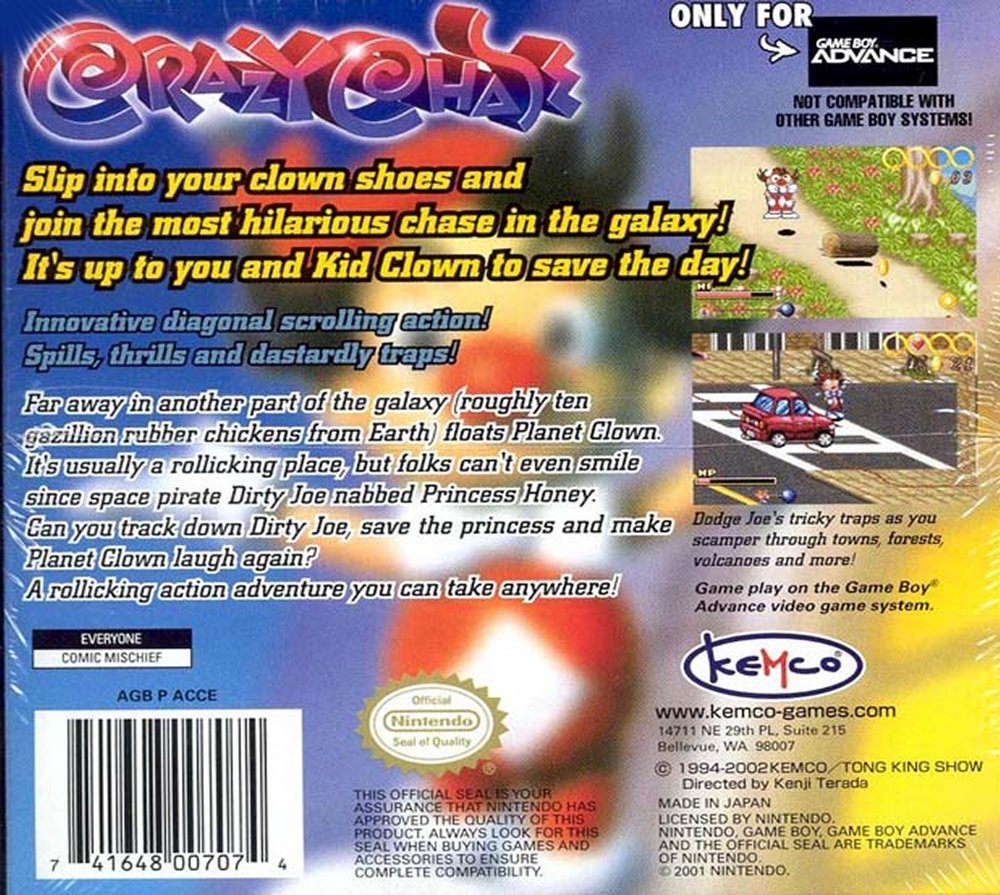 CRAZY CHASE
ONLY FOR
GAME BOY
ADVANCE
NOT COMPATIBLE WITH
OTHER GAME BOY SYSTEMS!
Slip into your clown shoes and
join the most hilarious chase in the galaxy!
It's up to you and Kid Clown to save the day!
Innovative diagonal scrolling action!
Spills, thrills and dastardly traps!
Far away in another part of the galaxy (roughly ten
gazillion rubber chickens from Earth) floats Planet Clown.
It's usually a rollicking place, but folks can't even smile
since space pirate Dirty Joe nabbed Princess Honey.
Can you track down Dirty Joe, save the princess and make
Planet Clown laugh again?
A rollicking action adventure you can take anywhere!
HP
HP
Dodge Joe's tricky traps as you
scamper through towns, forests,
volcanoes and more!
Game play on the Game Boy®
Advance video game system.
EVERYONE
COMIC MISCHIEF
AGB P ACCE
7 41648 00707 4
Official
Nintendo
Seal of Quality
®
THIS OFFICIAL SEAL IS YOUR
ASSURANCE THAT NINTENDO HAS
APPROVED THE QUALITY OF THIS
PRODUCT. ALWAYS LOOK FOR THIS
SEAL WHEN BUYING GAMES AND
ACCESSORIES TO ENSURE
COMPLETE COMPATIBILITY.
KEMCO
www.kemco-games.com
14711 NE 29th PL, Suite 215
Bellevue, WA 98007
© 1994-2002 KEMCO/TONG KING SHOW
Directed by Kenji Terada
MADE IN JAPAN
LICENSED BY NINTENDO.
NINTENDO, GAME BOY, GAME BOY ADVANCE
AND THE OFFICIAL SEAL ARE TRADEMARKS
OF NINTENDO.
© 2001 NINTENDO.